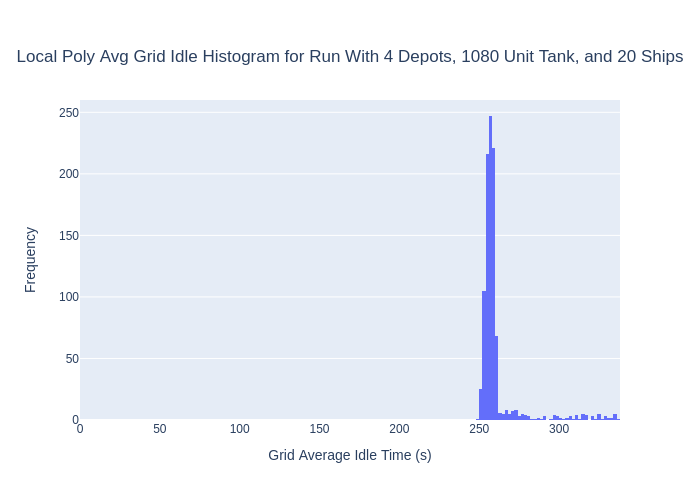 Local Poly Avg Grid Idle Histogram for Run With 4 Depots, 1080 Unit Tank, and 20 Ships
250
200
150
100
50
0
Frequency
0 50 100 150 200 250 300
Grid Average Idle Time (s)